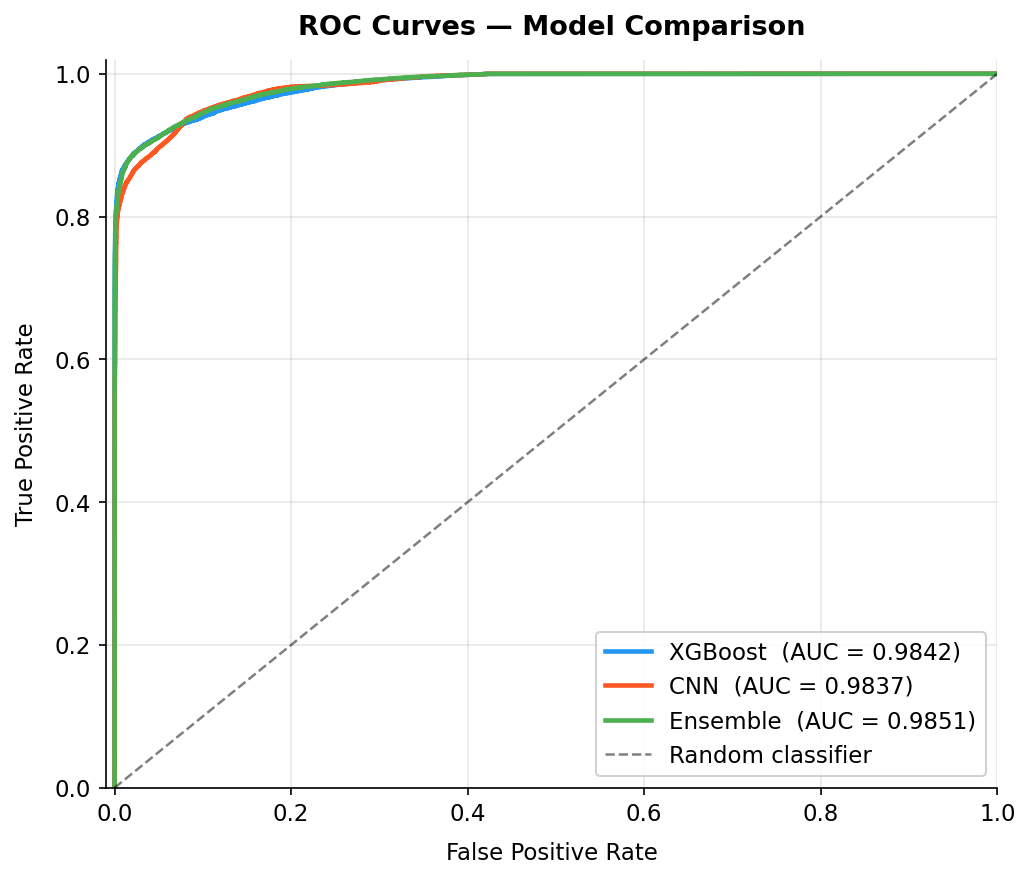 ROC Curves — Model Comparison
1.0
0.8
0.6
0.4
0.2
0.0
True Positive Rate
XGBoost (AUC = 0.9842)
CNN (AUC = 0.9837)
Ensemble (AUC = 0.9851)
Random classifier
0.0 0.2 0.4 0.6 0.8 1.0
False Positive Rate